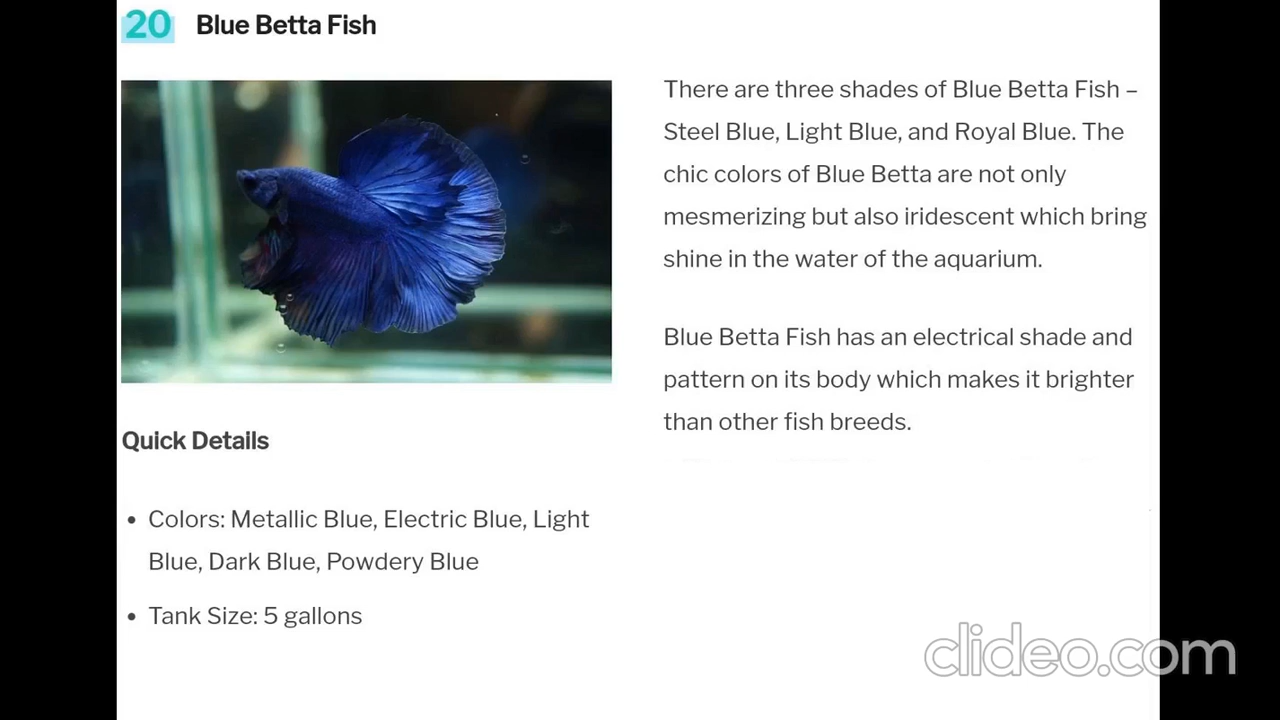 20 Blue Betta Fish
There are three shades of Blue Betta Fish –
Steel Blue, Light Blue, and Royal Blue. The
chic colors of Blue Betta are not only
mesmerizing but also iridescent which bring
shine in the water of the aquarium.
Blue Betta Fish has an electrical shade and
pattern on its body which makes it brighter
than other fish breeds.
Quick Details
• Colors: Metallic Blue, Electric Blue, Light
Blue, Dark Blue, Powdery Blue
• Tank Size: 5 gallons
clideo.com